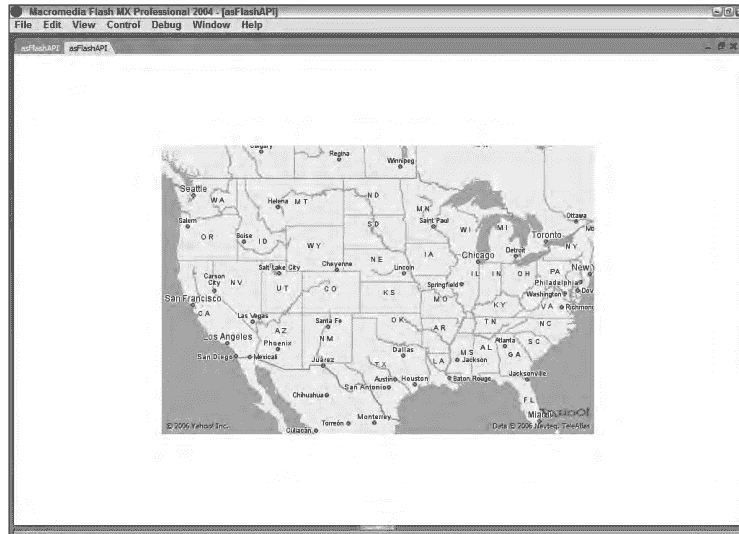 Macromedia Flash MX Professional 2004 - [asFlashAPI]
File Edit View Control Debug Window Help
asFlashAPI asFlashAPI
Calgary
Regina
Winnipeg
Seattle
WA
Helena MT
ND
MN
Salem
OR
Boise
ID
SD
Saint Paul
WI
MI
Ottawa
Toronto
WY
IA
Chicago
Detroit
NY
Salt Lake City
Cheyenne
NE
Lincoln
IL IN OH PA New Y
Carson City
NV
UT
CO
KS
Springfield
MO
Philadelphia
Washington
Dov
San Francisco
CA
KY
VA
Richmon
Las Vegas
AZ
Santa Fe
OK
TN
NC
Los Angeles
Phoenix
NM
AR
Atlanta
SC
San Diego
Mexicali
Juárez
Dallas
TX
LA
MS
AL
GA
Jackson
Austin
Houston
Baton Rouge
Jacksonville
San Antonio
Chihuahua
FL
Monterrey
Torreón
Culiacán
Miami
YAHOO!
© 2006 Yahoo! Inc.
Data © 2006 Navteq, TeleAtlas